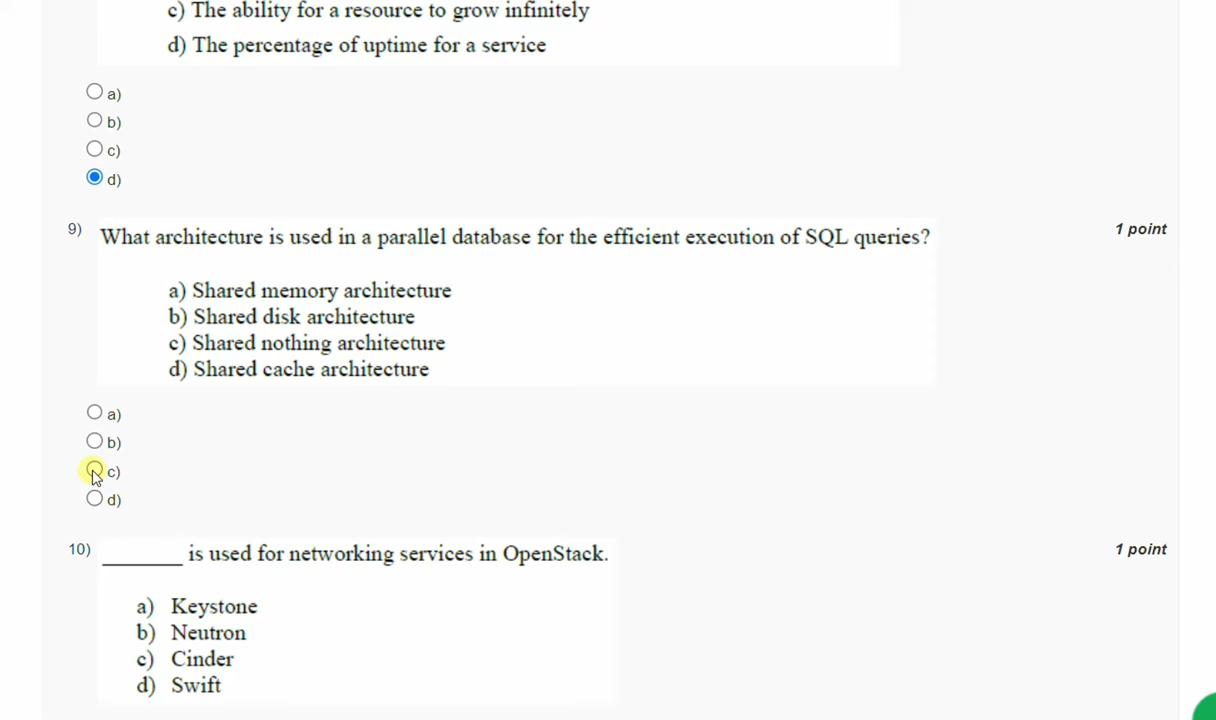 c) The ability for a resource to grow infinitely
d) The percentage of uptime for a service
a)
b)
c)
d)
9) What architecture is used in a parallel database for the efficient execution of SQL queries? 1 point
a) Shared memory architecture
b) Shared disk architecture
c) Shared nothing architecture
d) Shared cache architecture
a)
b)
c)
d)
10) ________ is used for networking services in OpenStack. 1 point
a) Keystone
b) Neutron
c) Cinder
d) Swift